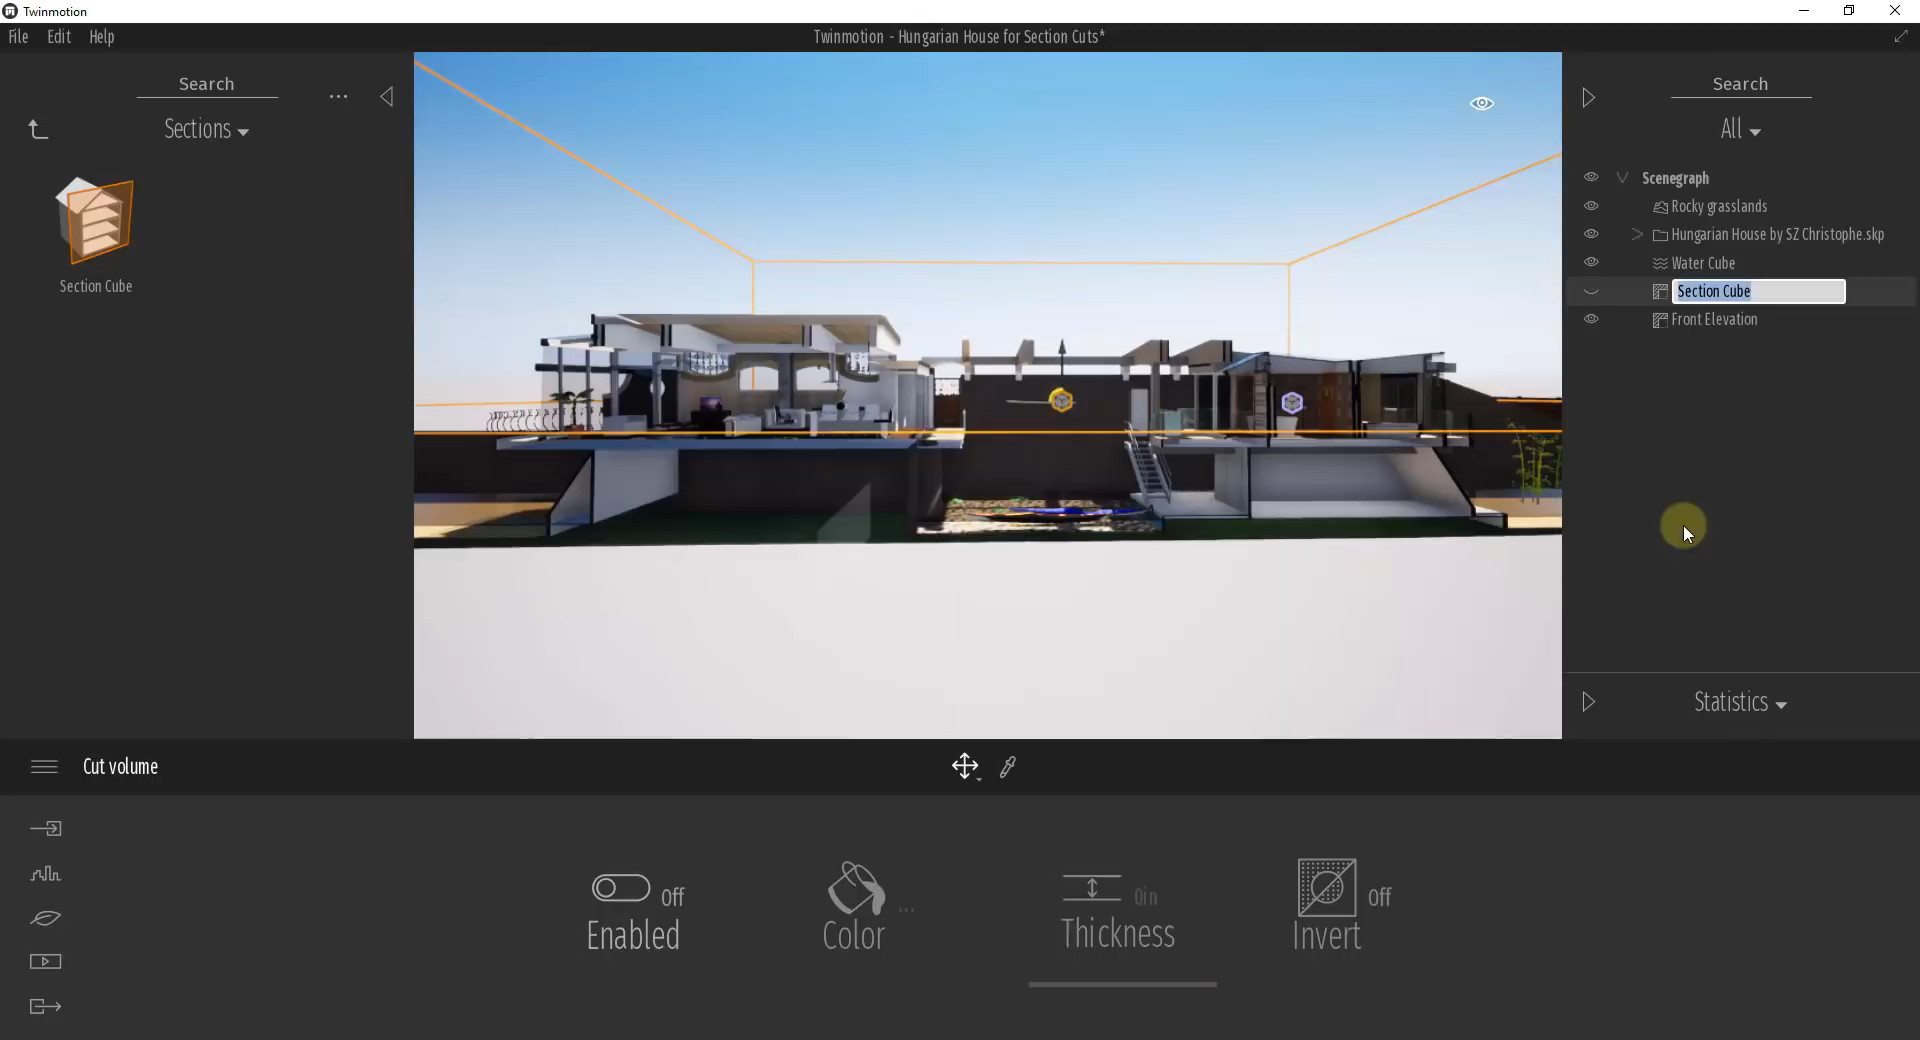 Twinmotion
File Edit Help
Twinmotion - Hungarian House for Section Cuts*
Search
...
Sections
Section Cube
Search
All
Scenegraph
Rocky grasslands
Hungarian House by SZ Christophe.skp
Water Cube
Section Cube
Front Elevation
Statistics
Cut volume
Off
Enabled
...
Color
0in
Thickness
Off
Invert